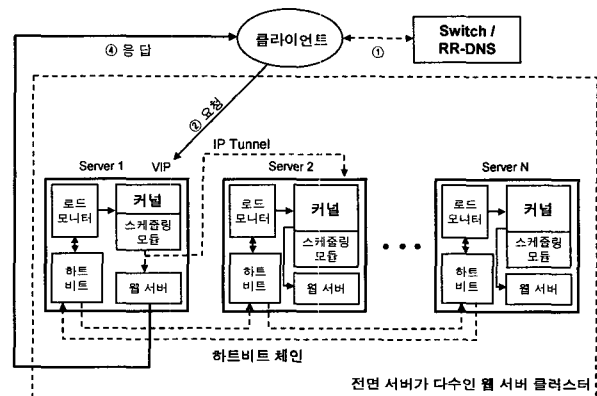 ④ 응답
클라이언트
①
Switch /
RR-DNS
② 요청
IP Tunnel
Server 1
VIP
Server 2
Server N
로드
모니터
커널
스케쥴링
모듈
하트
비트
웹 서버
로드
모니터
커널
스케쥴링
모듈
하트
비트
웹 서버
로드
모니터
커널
스케쥴링
모듈
하트
비트
웹 서버
하트비트 체인
전면 서버가 다수인 웹 서버 클러스터